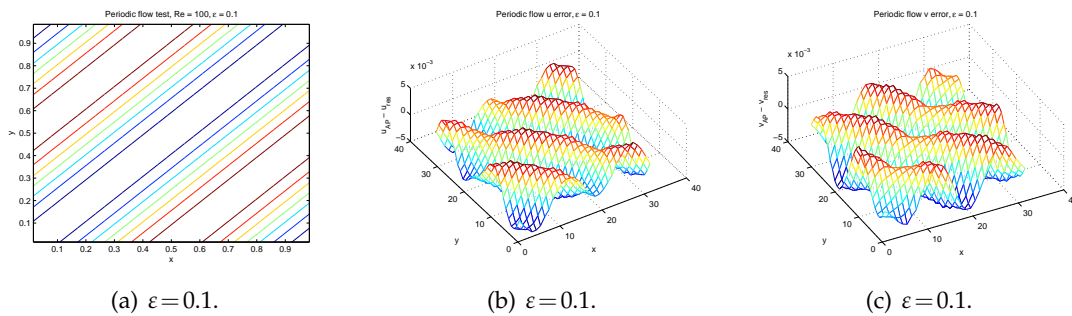 Periodic flow test, Re = 100, ε = 0.1
0.9
0.8
0.7
0.6
0.5
0.4
0.3
0.2
0.1
y
0.1 0.2 0.3 0.4 0.5 0.6 0.7 0.8 0.9
x
(a) ε=0.1.
Periodic flow u error, ε = 0.1
x 10⁻³
5
0
−5
u_AP − u_res
40
30
20
10
0
y
0
10
20
30
40
x
(b) ε=0.1.
Periodic flow v error, ε = 0.1
x 10⁻³
5
0
−5
v_AP − v_res
40
30
20
10
0
y
0
10
20
30
x
(c) ε=0.1.